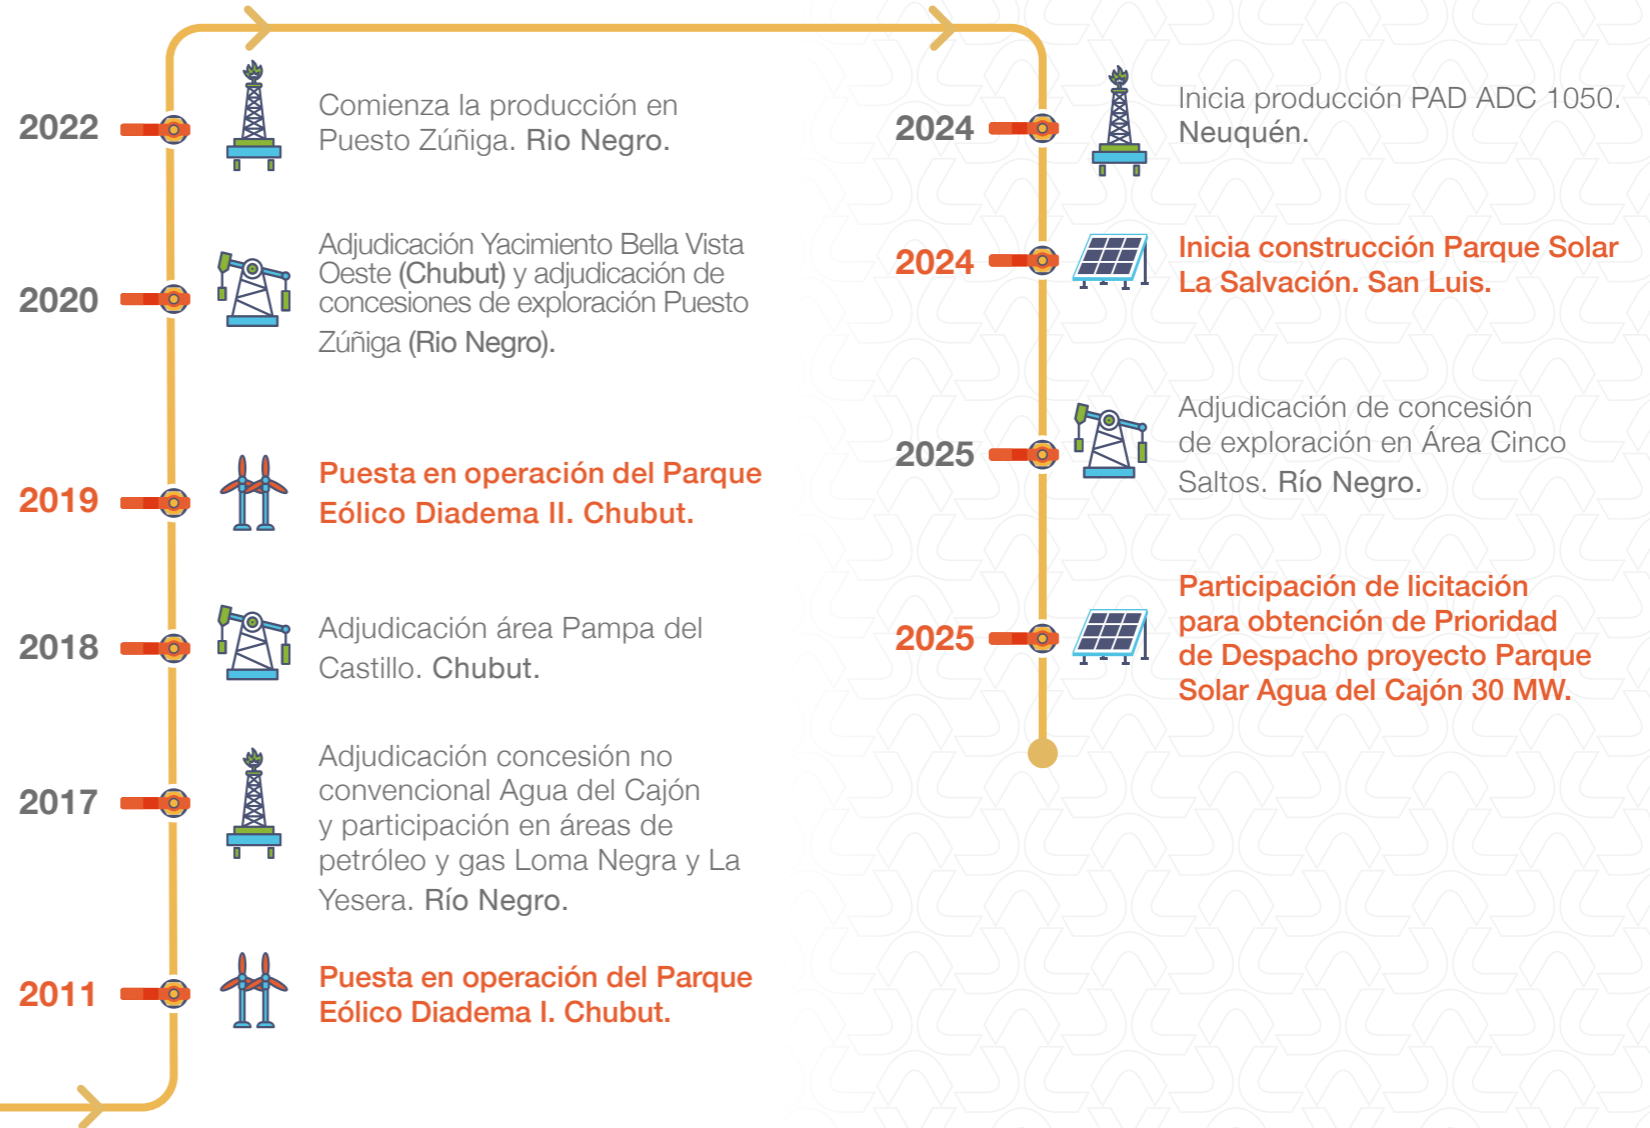 2022
Comienza la producción en
Puesto Zúñiga. Rio Negro.
2020
Adjudicación Yacimiento Bella Vista
Oeste (Chubut) y adjudicación de
concesiones de exploración Puesto
Zúñiga (Rio Negro).
2019
Puesta en operación del Parque
Eólico Diadema II. Chubut.
2018
Adjudicación área Pampa del
Castillo. Chubut.
2017
Adjudicación concesión no
convencional Agua del Cajón
y participación en áreas de
petróleo y gas Loma Negra y La
Yesera. Río Negro.
2011
Puesta en operación del Parque
Eólico Diadema I. Chubut.
2024
Inicia producción PAD ADC 1050.
Neuquén.
2024
Inicia construcción Parque Solar
La Salvación. San Luis.
2025
Adjudicación de concesión
de exploración en Área Cinco
Saltos. Río Negro.
2025
Participación de licitación
para obtención de Prioridad
de Despacho proyecto Parque
Solar Agua del Cajón 30 MW.